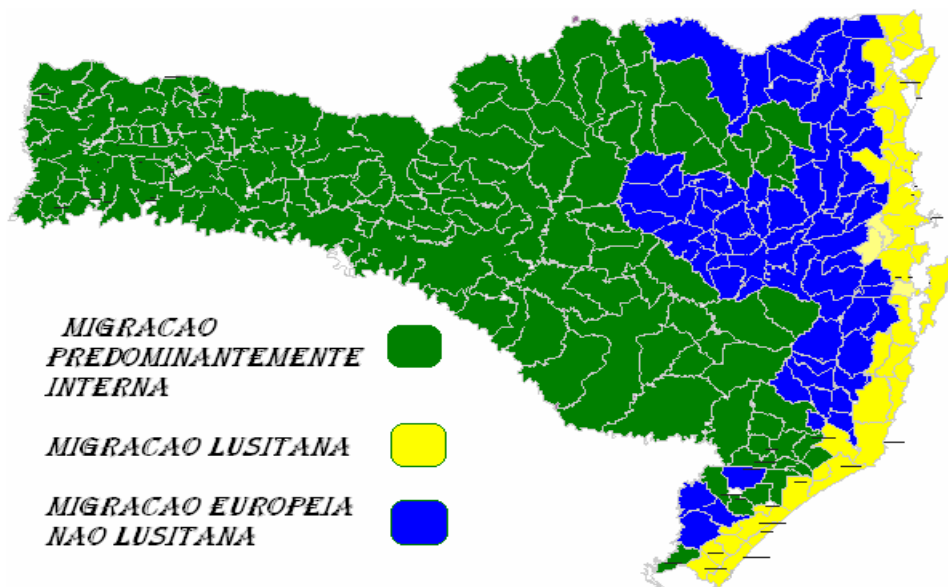 MIGRACAO
PREDOMINANTEMENTE
INTERNA
MIGRACAO LUSITANA
MIGRACAO EUROPEIA
NAO LUSITANA